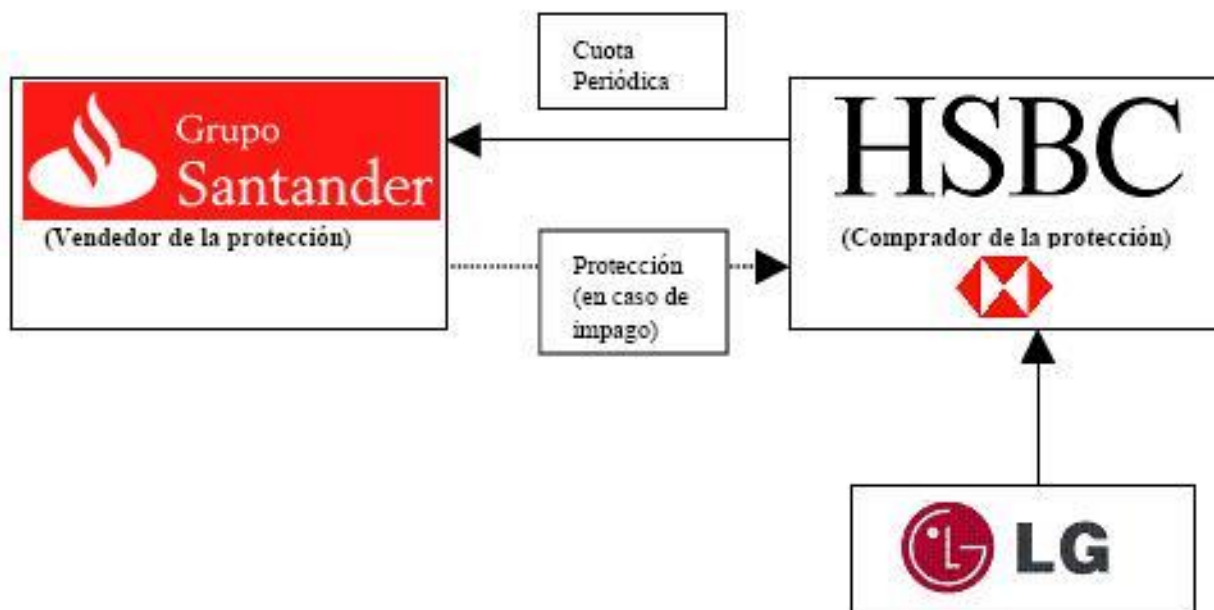 Cuota
Periódica
Grupo
Santander
(Vendedor de la protección)
HSBC
(Comprador de la protección)
Protección
(en caso de
impago)
LG